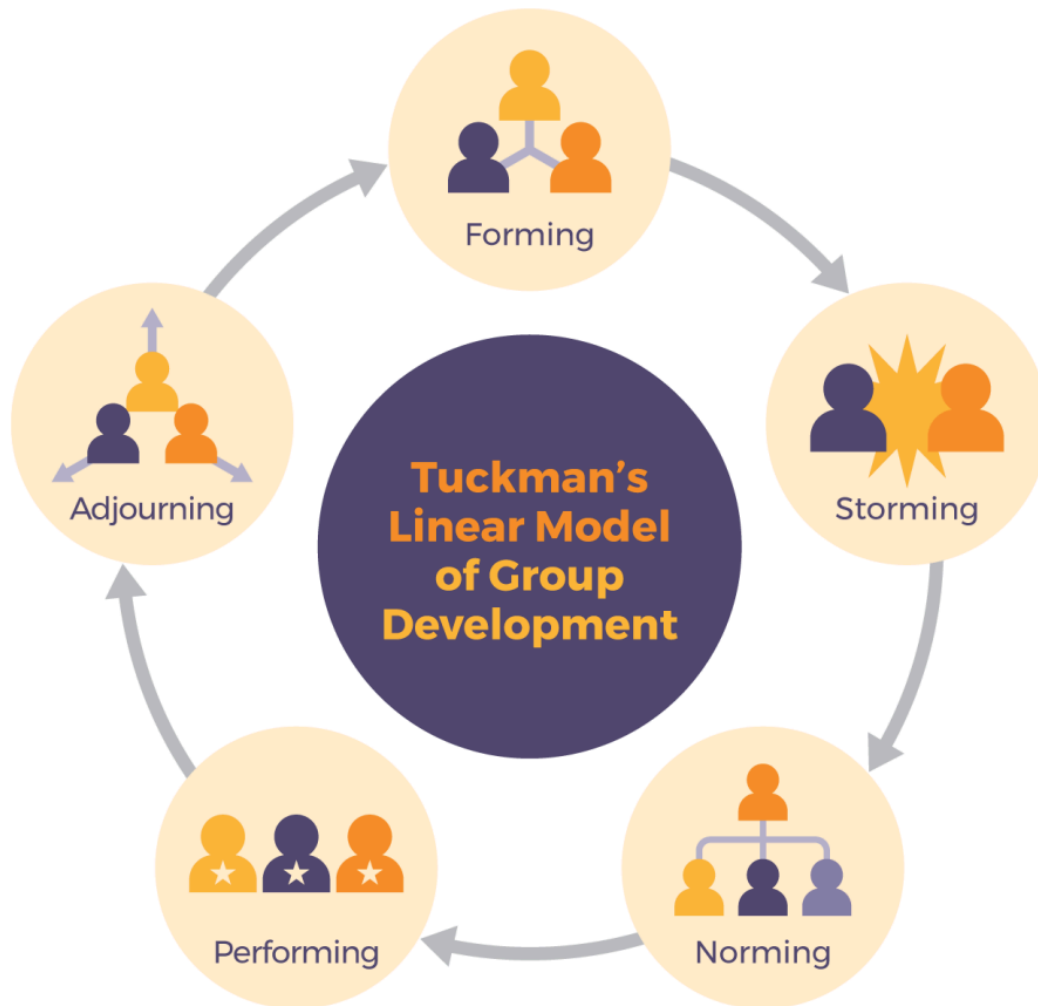 Forming
Storming
Norming
Performing
Adjourning
Tuckman’s
Linear Model
of Group
Development